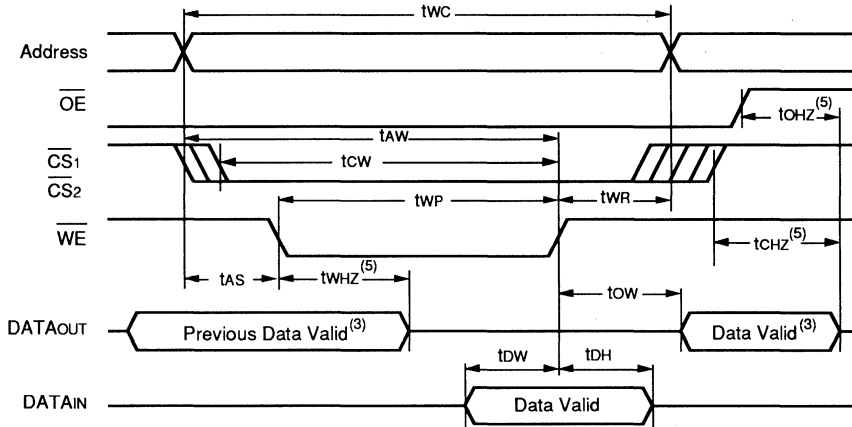 tWC
Address
OE
tOHZ(5)
tAW
CS1
tCW
CS2
tWP
tWR
WE
tCHZ(5)
tAS
tWHZ(5)
tOW
DATAOUT
Previous Data Valid(3)
Data Valid(3)
tDW
tDH
DATAIN
Data Valid